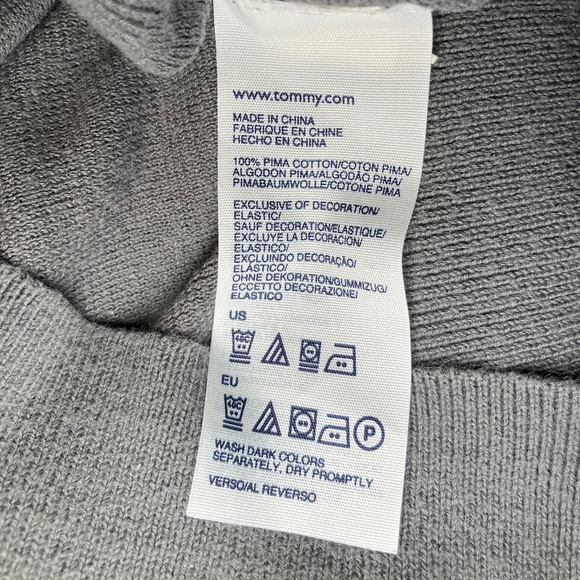 www.tommy.com
MADE IN CHINA
FABRIQUE EN CHINE
HECHO EN CHINA
100% PIMA COTTON/COTON PIMA/
ALGODON PIMA/ALGODÃO PIMA/
PIMABAUMWOLLE/COTONE PIMA/
EXCLUSIVE OF DECORATION/
ELASTIC/
SAUF DECORATION/ELASTIQUE/
EXCLUYE LA DECORACION/
ELASTICO/
EXCLUINDO DECORAÇÃO/
ELÁSTICO/
OHNE DEKORATION/GUMMIZUG/
ECCETTO DECORAZIONE/
ELASTICO
US
40C
EU
40C
P
WASH DARK COLORS
SEPARATELY, DRY PROMPTLY
VERSO/AL REVERSO